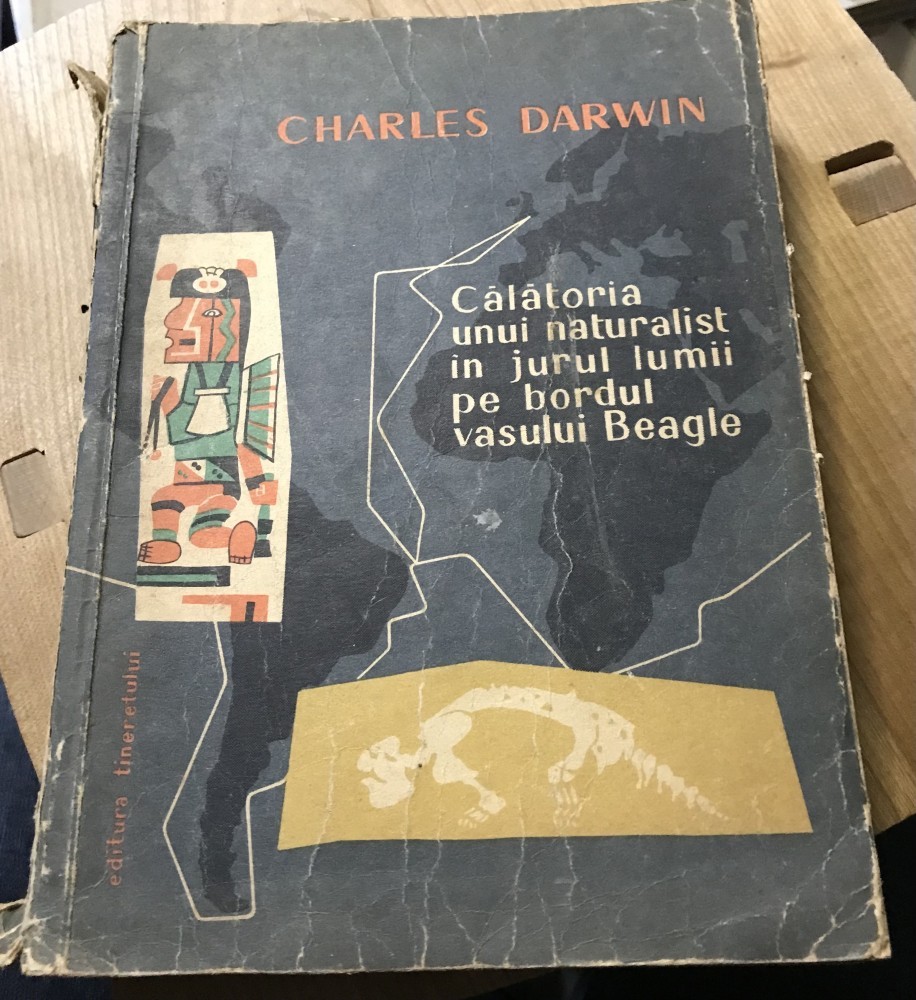 CHARLES DARWIN
Călătoria
unui naturalist
în jurul lumii
pe bordul
vasului Beagle
editura tineretului